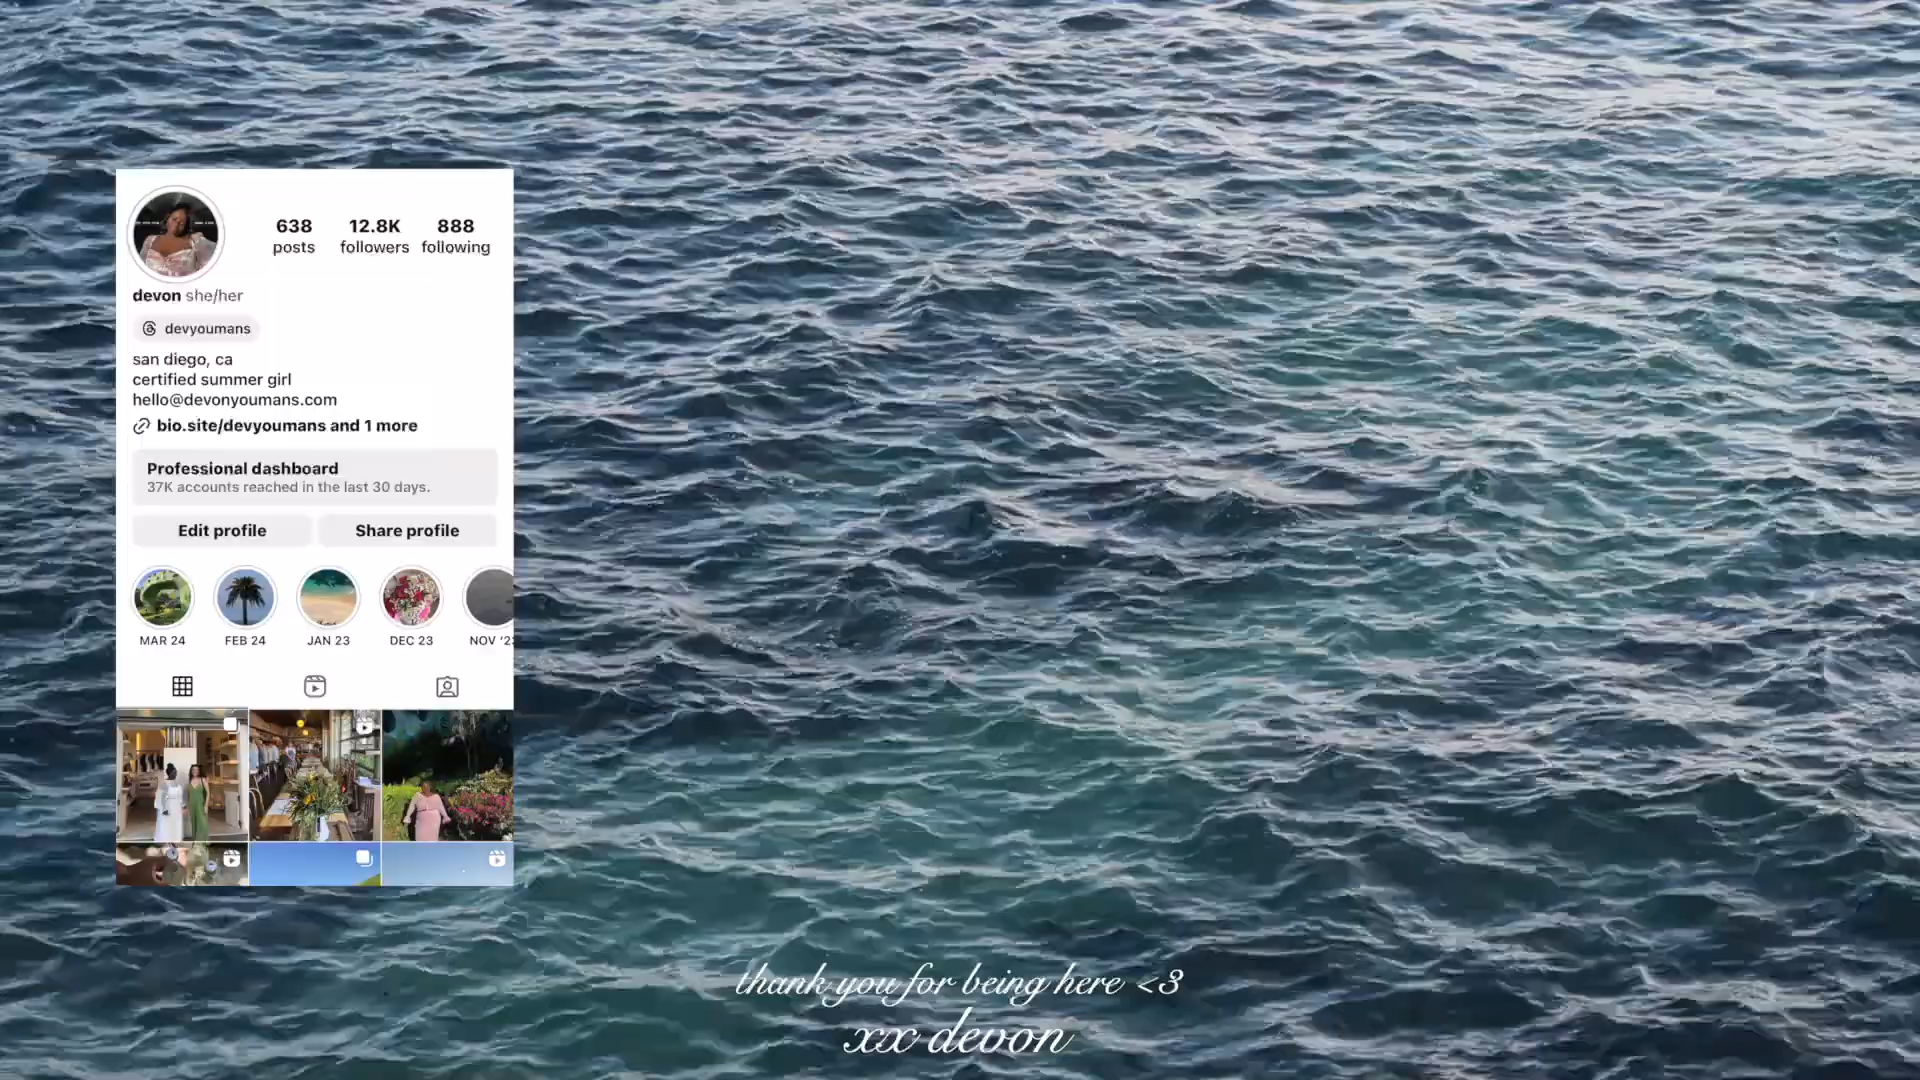 638 12.8K 888
posts followers following
devon she/her
devyoumans
san diego, ca
certified summer girl
hello@devonyoumans.com
bio.site/devyoumans and 1 more
Professional dashboard
37K accounts reached in the last 30 days.
Edit profile Share profile
MAR 24 FEB 24 JAN 23 DEC 23 NOV '23
thank you for being here <3
xx devon